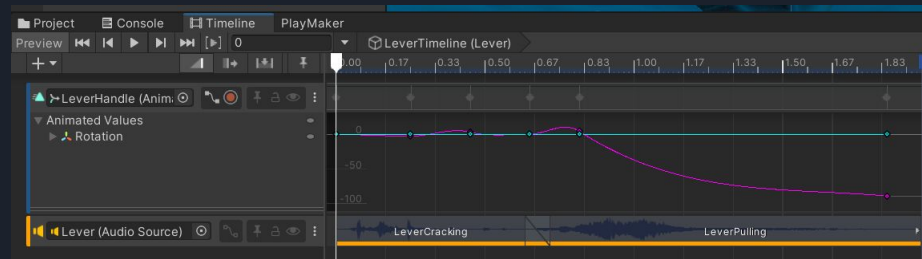 Project Console Timeline PlayMaker
Preview 0 LeverTimeline (Lever)
0.00 0.17 0.33 0.50 0.67 0.83 1.00 1.17 1.33 1.50 1.67 1.83
LeverHandle (Anima
Animated Values
Rotation
0
-50
-100
Lever (Audio Source)
LeverCracking
LeverPulling